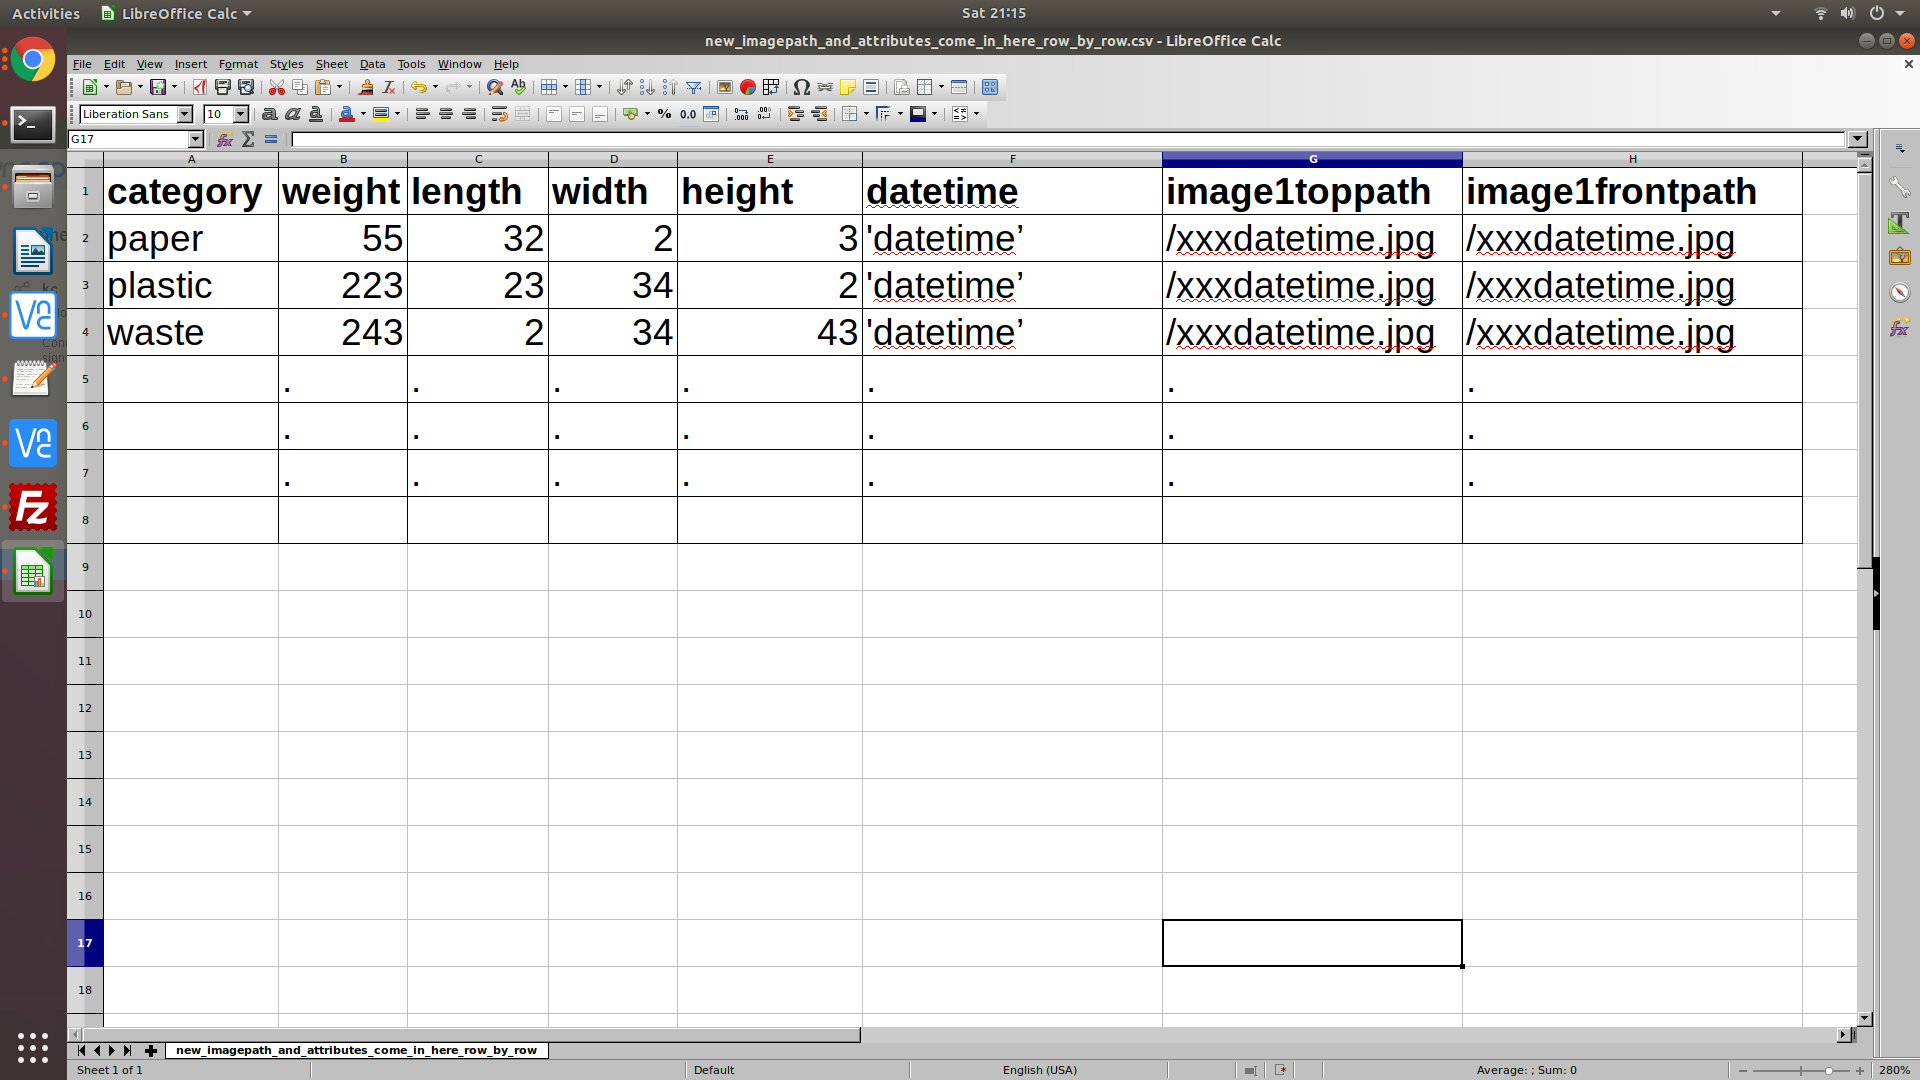 Activities LibreOffice Calc Sat 21:15
new_imagepath_and_attributes_come_in_here_row_by_row.csv - LibreOffice Calc
File Edit View Insert Format Styles Sheet Data Tools Window Help
Liberation Sans 10
G17
A B C D E F G H
1 category weight length width height datetime image1toppath image1frontpath
2 paper 55 32 2 3 'datetime’ /xxxdatetime.jpg /xxxdatetime.jpg
3 plastic 223 23 34 2 'datetime’ /xxxdatetime.jpg /xxxdatetime.jpg
4 waste 243 2 34 43 'datetime’ /xxxdatetime.jpg /xxxdatetime.jpg
5 . . . . . . .
6 . . . . . . .
7 . . . . . . .
8
9
10
11
12
13
14
15
16
17
18
new_imagepath_and_attributes_come_in_here_row_by_row
Sheet 1 of 1 Default English (USA) Average: ; Sum: 0 280%